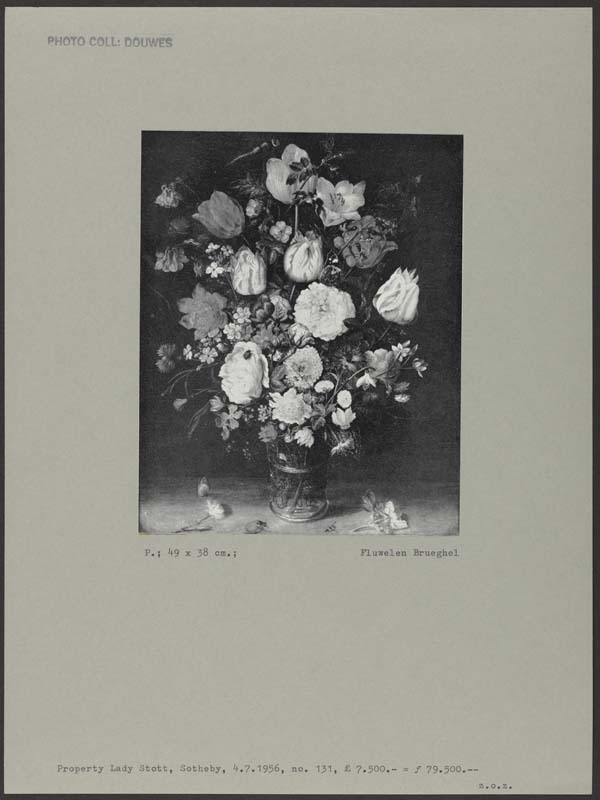 PHOTO COLL: DOUWES
P.; 49 x 38 cm.; Fluwelen Brueghel
Property Lady Stott, Sotheby, 4.7.1956, no. 131, £ 7.500.- = ƒ 79.500.--
z.o.z.